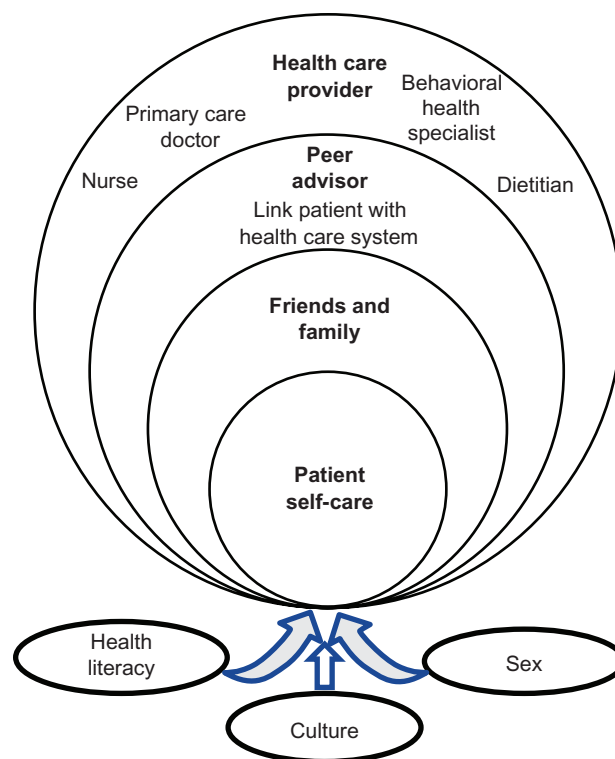 Health care
provider
Behavioral
health
specialist
Primary care
doctor
Nurse
Dietitian
Peer
advisor
Link patient with
health care system
Friends and
family
Patient
self-care
Health
literacy
Sex
Culture